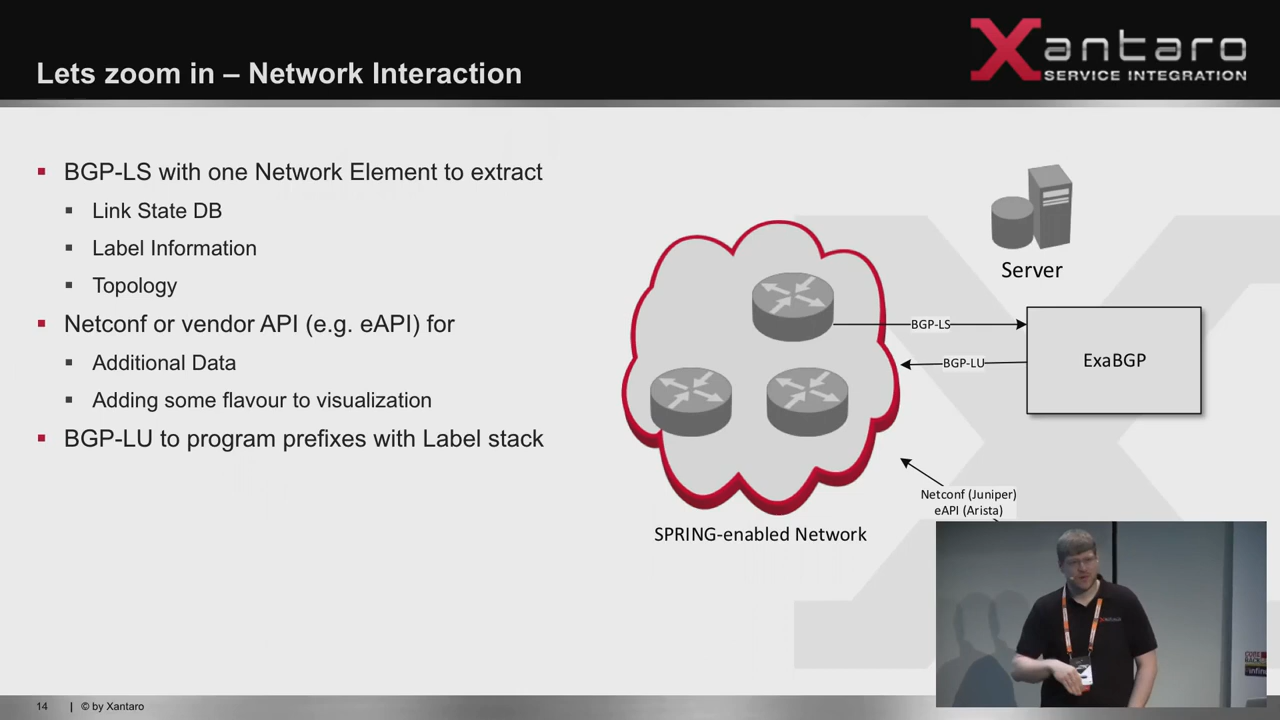 Lets zoom in – Network Interaction
Xantaro
SERVICE INTEGRATION
BGP-LS with one Network Element to extract
Link State DB
Label Information
Topology
Netconf or vendor API (e.g. eAPI) for
Additional Data
Adding some flavour to visualization
BGP-LU to program prefixes with Label stack
Server
BGP-LS
BGP-LU
ExaBGP
Netconf (Juniper)
eAPI (Arista)
SPRING-enabled Network
14 | © by Xantaro